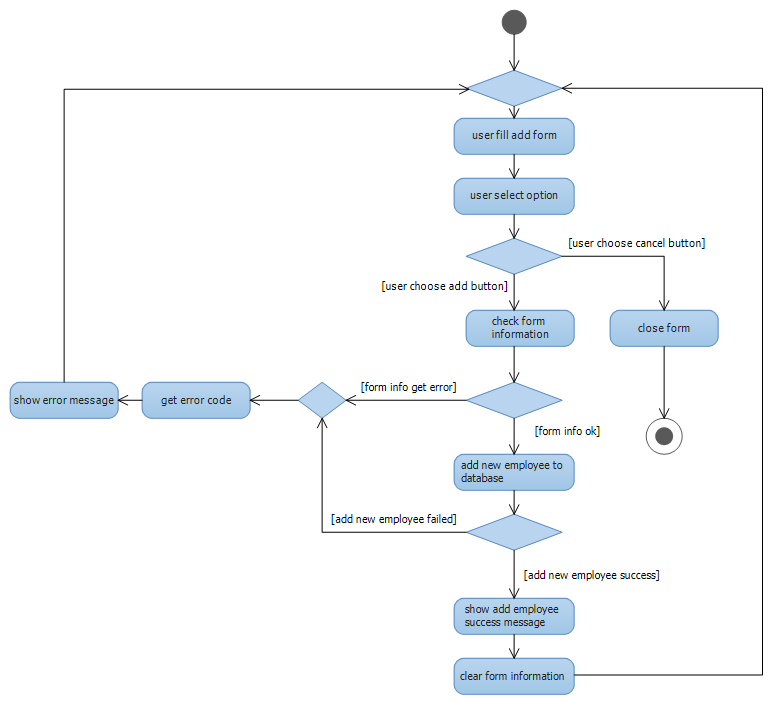 user fill add form
user select option
[user choose cancel button]
[user choose add button]
check form
information
close form
[form info get error]
show error message
get error code
[form info ok]
add new employee to
database
[add new employee failed]
[add new employee success]
show add employee
success message
clear form information